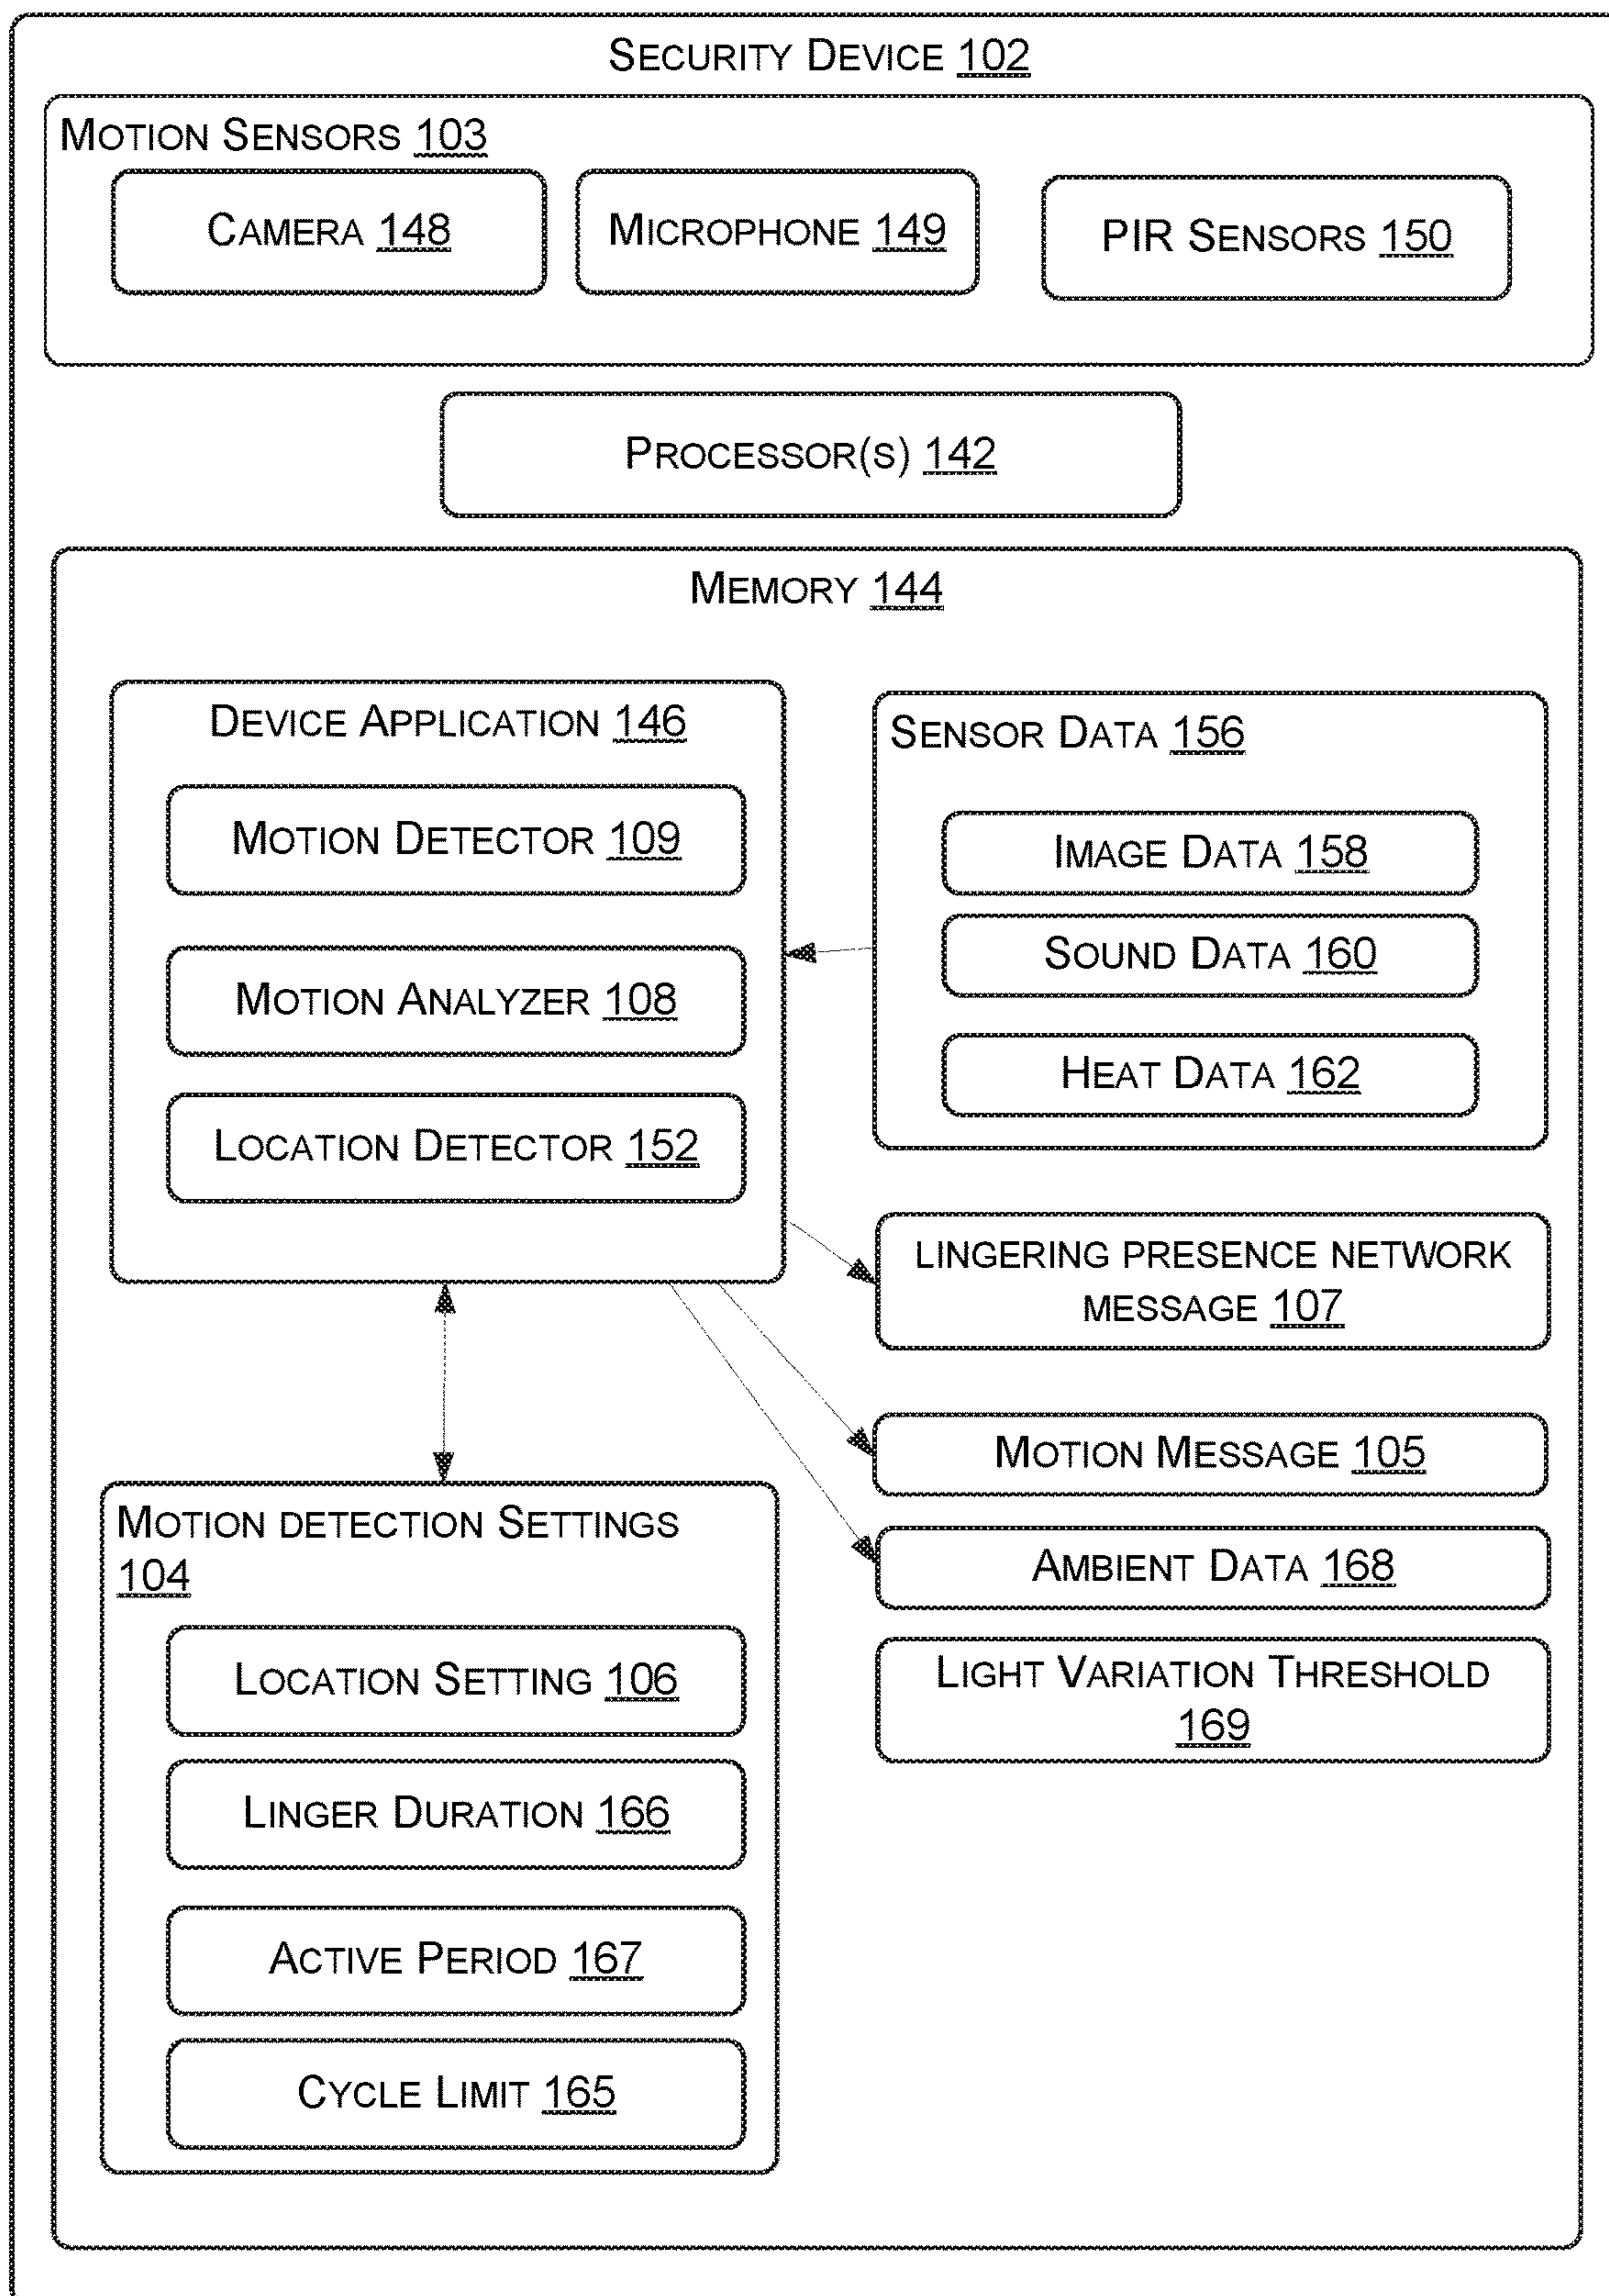 SECURITY DEVICE 102
MOTION SENSORS 103
CAMERA 148
MICROPHONE 149
PIR SENSORS 150
PROCESSOR(S) 142
MEMORY 144
DEVICE APPLICATION 146
MOTION DETECTOR 109
MOTION ANALYZER 108
LOCATION DETECTOR 152
SENSOR DATA 156
IMAGE DATA 158
SOUND DATA 160
HEAT DATA 162
LINGERING PRESENCE NETWORK
MESSAGE 107
MOTION MESSAGE 105
AMBIENT DATA 168
LIGHT VARIATION THRESHOLD
169
MOTION DETECTION SETTINGS
104
LOCATION SETTING 106
LINGER DURATION 166
ACTIVE PERIOD 167
CYCLE LIMIT 165